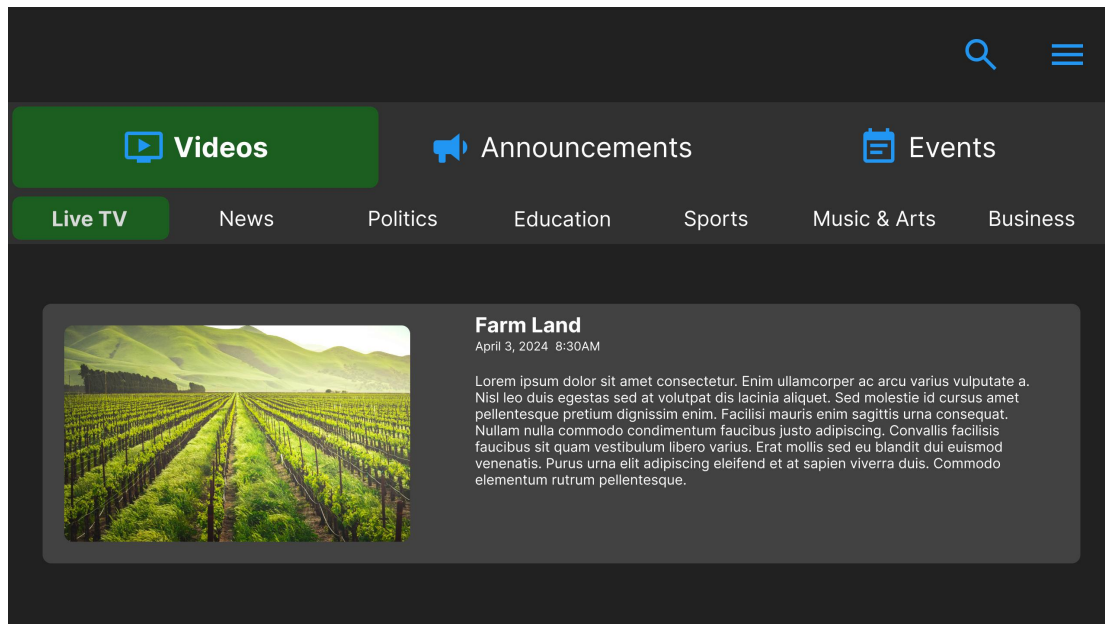 Videos
Announcements
Events
Live TV
News
Politics
Education
Sports
Music & Arts
Business
Farm Land
April 3, 2024 8:30AM
Lorem ipsum dolor sit amet consectetur. Enim ullamcorper ac arcu varius vulputate a.
Nisl leo duis egestas sed at volutpat dis lacinia aliquet. Sed molestie id cursus amet
pellentesque pretium dignissim enim. Facilisi mauris enim sagittis urna consequat.
Nullam nulla commodo condimentum faucibus justo adipiscing. Convallis facilisis
faucibus sit quam vestibulum libero varius. Erat mollis sed eu blandit dui euismod
venenatis. Purus urna elit adipiscing eleifend et at sapien viverra duis. Commodo
elementum rutrum pellentesque.